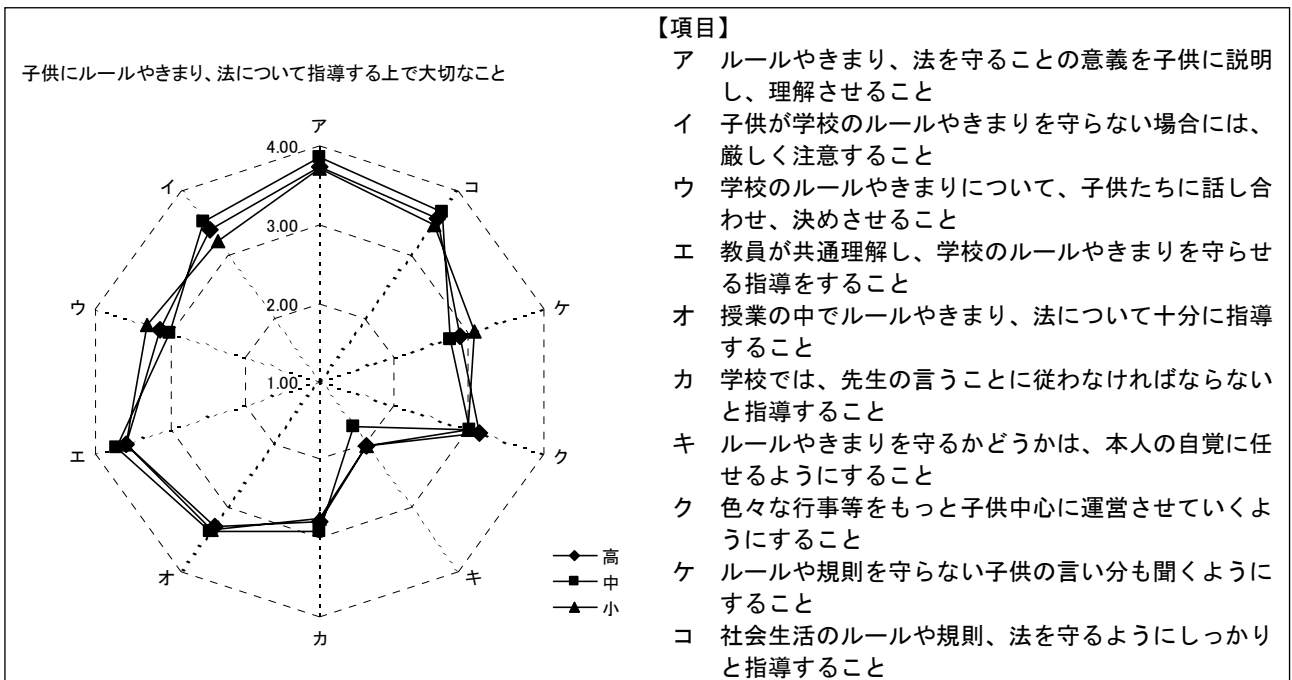 子供にルールやきまり、法について指導する上で大切なこと
ア
4.00
イ
コ
3.00
ウ
ケ
2.00
1.00
エ
ク
オ
キ
カ
高
中
小
【項目】
ア ルールやきまり、法を守ることの意義を子供に説明
し、理解させること
イ 子供が学校のルールやきまりを守らない場合には、
厳しく注意すること
ウ 学校のルールやきまりについて、子供たちに話し合
わせ、決めさせること
エ 教員が共通理解し、学校のルールやきまりを守らせ
る指導をすること
オ 授業の中でルールやきまり、法について十分に指導
すること
カ 学校では、先生の言うことに従わなければならない
と指導すること
キ ルールやきまりを守るかどうかは、本人の自覚に任
せるようにすること
ク 色々な行事等をもっと子供中心に運営させていくよ
うにすること
ケ ルールや規則を守らない子供の言い分も聞くように
すること
コ 社会生活のルールや規則、法を守るようにしっかり
と指導すること